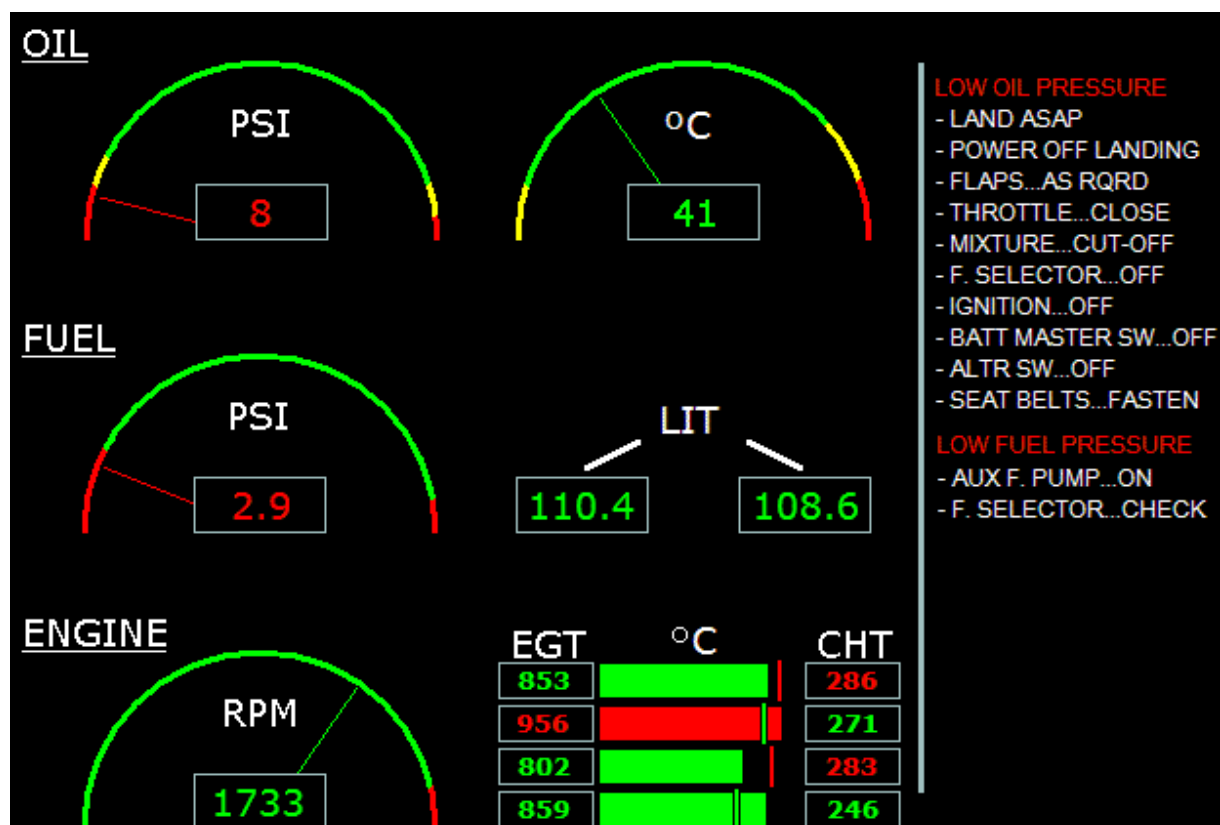 OIL
PSI
8
°C
41
FUEL
PSI
2.9
LIT
110.4 108.6
ENGINE
RPM
1733
EGT °C CHT
853 286
956 271
802 283
859 246
LOW OIL PRESSURE
- LAND ASAP
- POWER OFF LANDING
- FLAPS...AS RQRD
- THROTTLE...CLOSE
- MIXTURE...CUT-OFF
- F. SELECTOR...OFF
- IGNITION...OFF
- BATT MASTER SW...OFF
- ALTR SW...OFF
- SEAT BELTS...FASTEN
LOW FUEL PRESSURE
- AUX F. PUMP...ON
- F. SELECTOR...CHECK